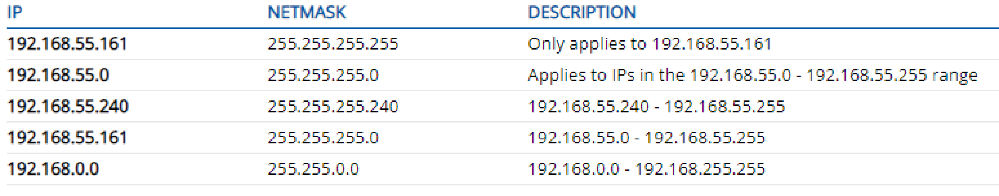 IP NETMASK DESCRIPTION
192.168.55.161 255.255.255.255 Only applies to 192.168.55.161
192.168.55.0 255.255.255.0 Applies to IPs in the 192.168.55.0 - 192.168.55.255 range
192.168.55.240 255.255.255.240 192.168.55.240 - 192.168.55.255
192.168.55.161 255.255.255.0 192.168.55.0 - 192.168.55.255
192.168.0.0 255.255.0.0 192.168.0.0 - 192.168.255.255